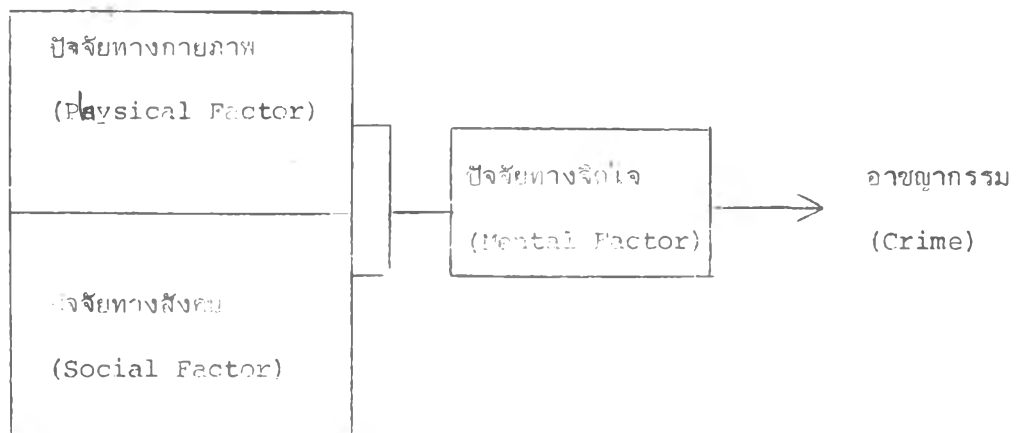 ปัจจัยทางกายภาพ
(Physical Factor)
ปัจจัยทางสังคม
(Social Factor)
ปัจจัยทางจิตใจ
(Mental Factor)
อาชญากรรม
(Crime)